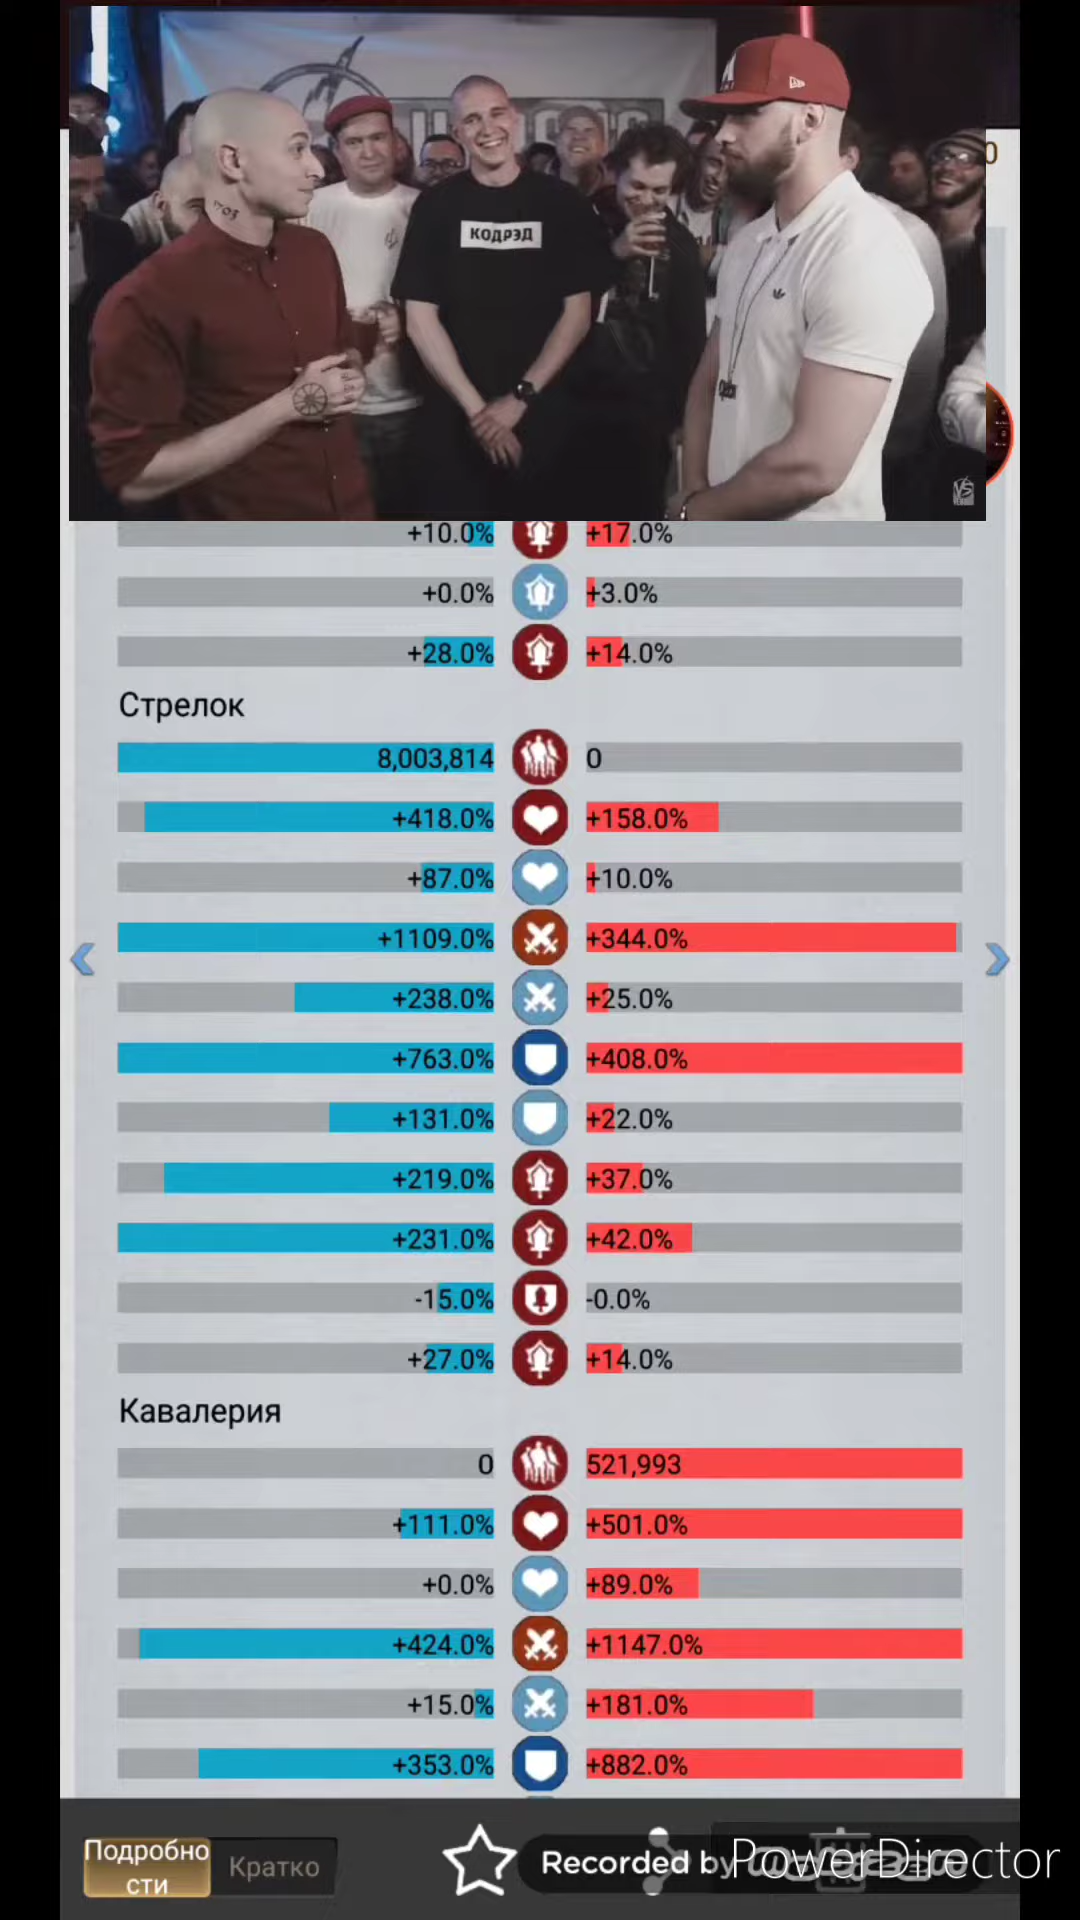 1703
КОДРЭД
VS
0
+10.0% +17.0%
+0.0% +3.0%
+28.0% +14.0%
Стрелок
8,003,814 0
+418.0% +158.0%
+87.0% +10.0%
+1109.0% +344.0%
+238.0% +25.0%
+763.0% +408.0%
+131.0% +22.0%
+219.0% +37.0%
+231.0% +42.0%
-15.0% -0.0%
+27.0% +14.0%
Кавалерия
0 521,993
+111.0% +501.0%
+0.0% +89.0%
+424.0% +1147.0%
+15.0% +181.0%
+353.0% +882.0%
Подробно
сти
Кратко
Recorded by
PowerDirector